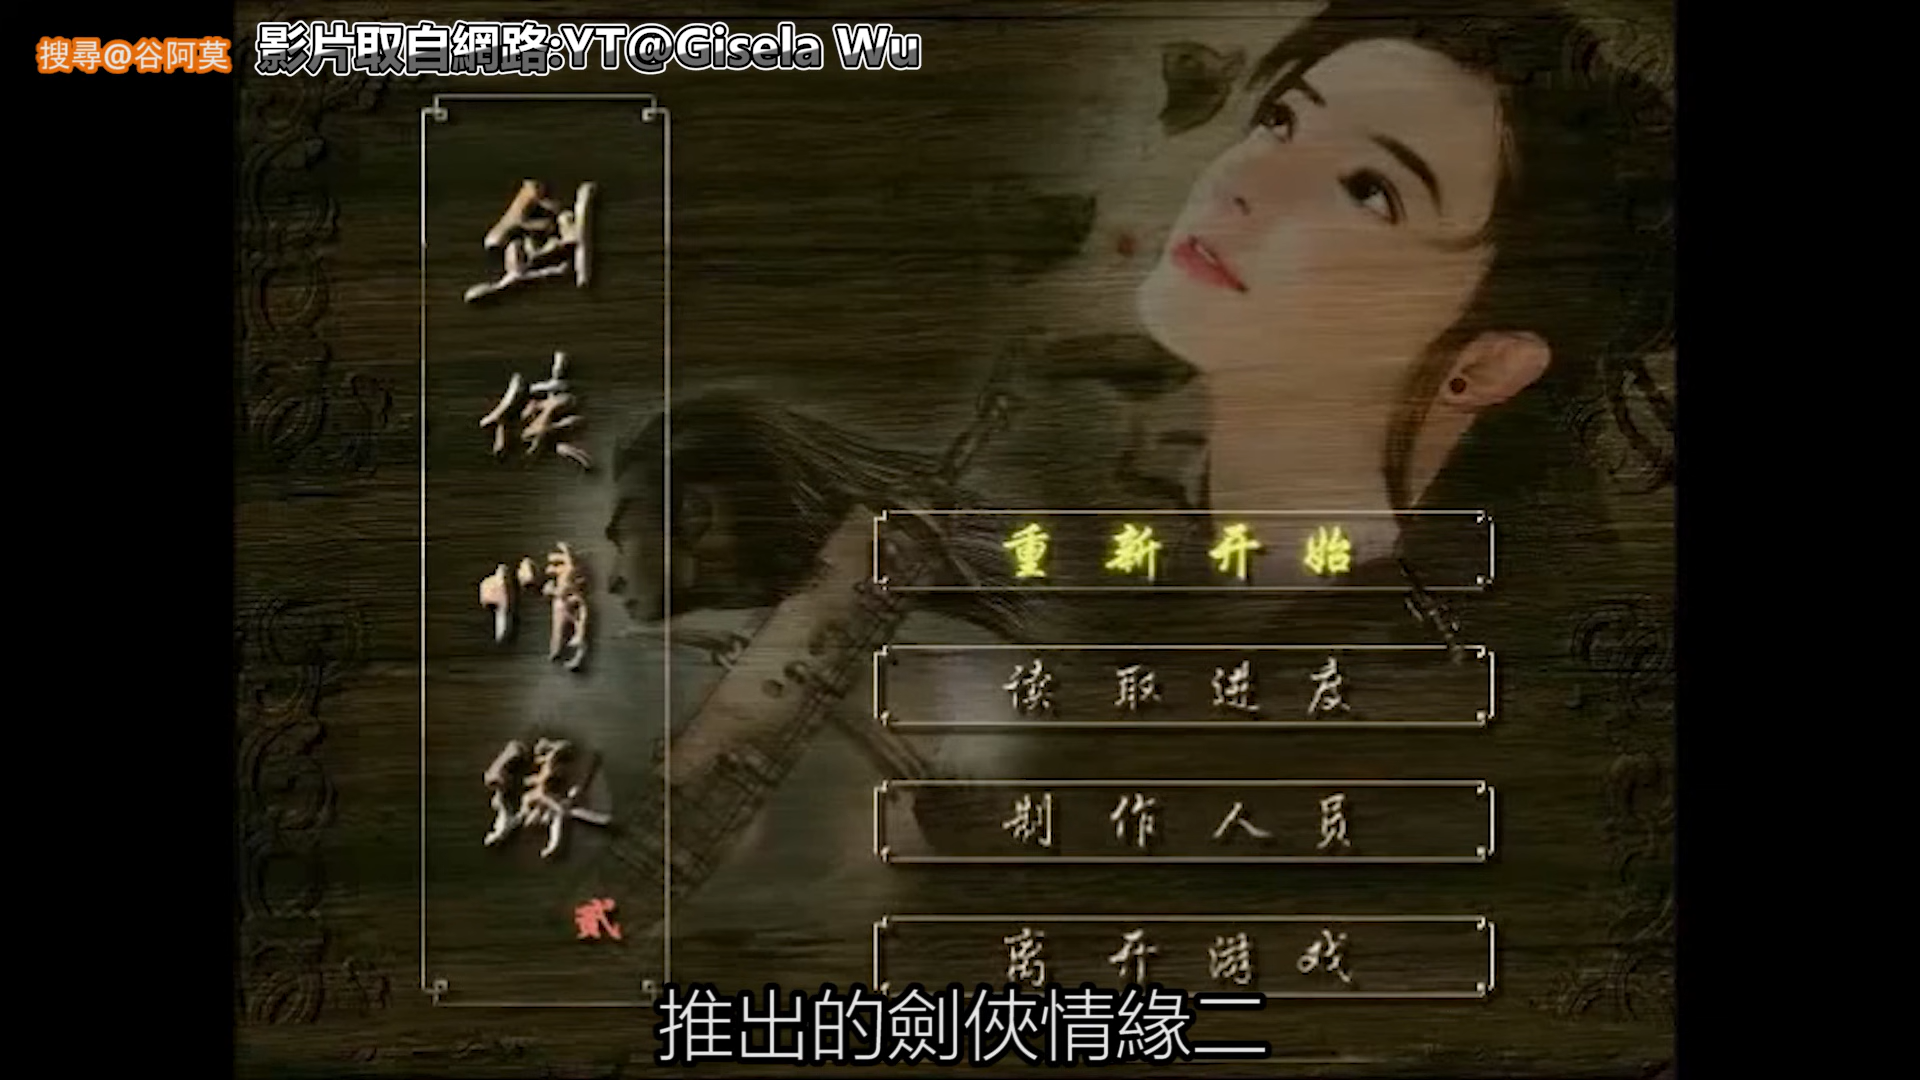 搜尋@谷阿莫
影片取自網路:YT@Gisela Wu
剑侠情缘
贰
重新开始
读取进度
制作人员
离开游戏
推出的劍俠情緣二